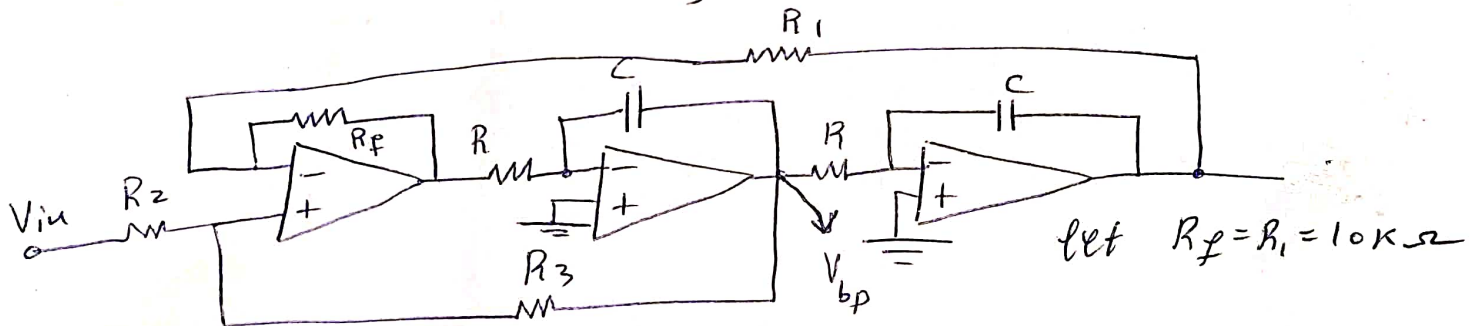 R1
C
C
Rf
R
R
R2
Vin
-
+
-
+
-
+
R3
Vbp
let Rf = R1 = 10KΩ